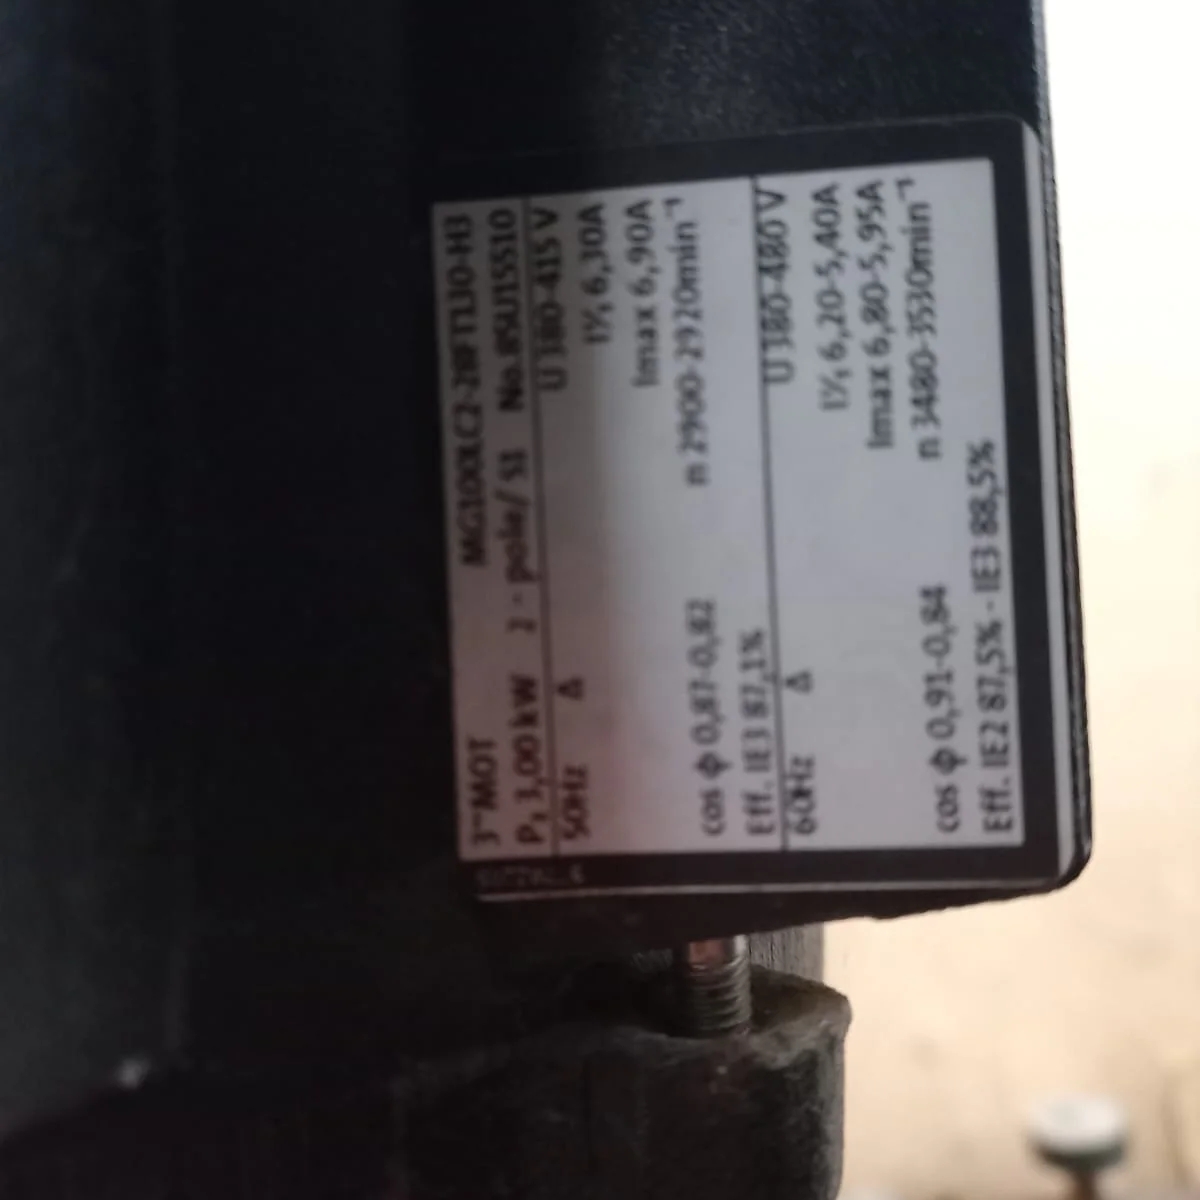 3~MOT MG100LC2-28FT130-H3
P₂ 3,00 kW 2 - pole/ S1 No.85U15510
50Hz Δ U 380-415 V
I1/1 6,30A
Imax 6,90A
cos φ 0,87-0,82 n 2900-2920min⁻¹
Eff. IE3 87,1%
60Hz Δ U 380-480 V
I1/1 6,20-5,40A
Imax 6,80-5,95A
cos φ 0,91-0,84 n 3480-3530min⁻¹
Eff. IE2 87,5% - IE3 88,5%